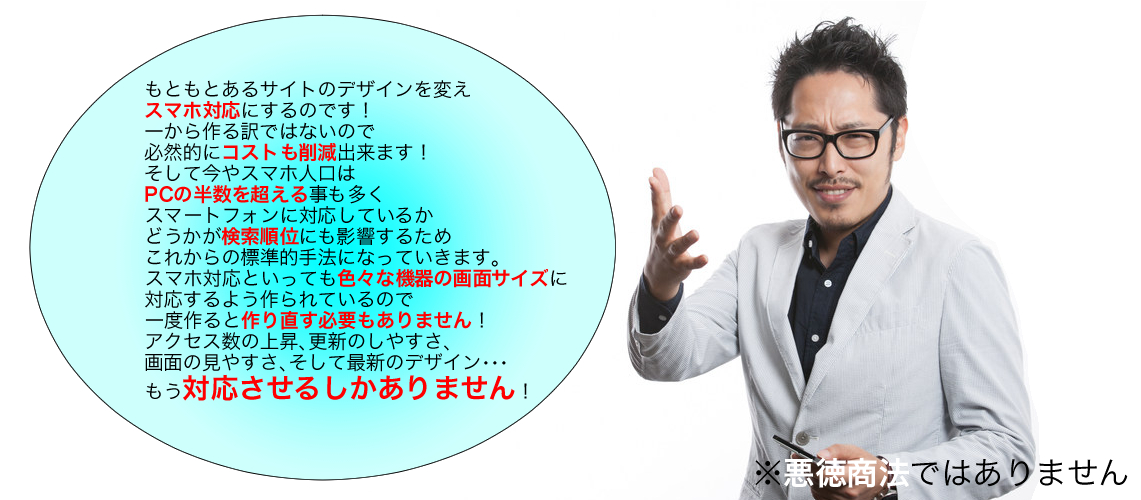 もともとあるサイトのデザインを変え
スマホ対応にするのです！
一から作る訳ではないので
必然的にコストも削減出来ます！
そして今やスマホ人口は
PCの半数を超える事も多く
スマートフォンに対応しているか
どうかが検索順位にも影響するため
これからの標準的手法になっていきます。
スマホ対応といっても色々な機器の画面サイズに
対応するよう作られているので
一度作ると作り直す必要もありません！
アクセス数の上昇、更新のしやすさ、
画面の見やすさ、そして最新のデザイン･･･
もう対応させるしかありません！
※悪徳商法ではありません